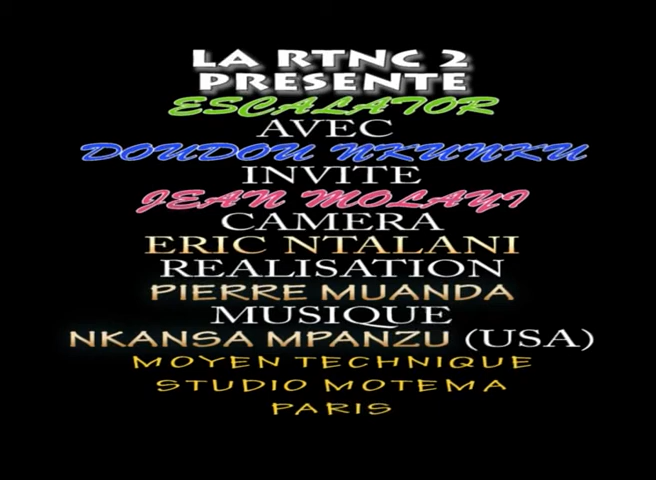 LA RTNC 2
PRESENTE
ESCALATOR
AVEC
DOUDOU NKUNKU
INVITE
JEAN MOLAYI
CAMERA
ERIC NTALANI
REALISATION
PIERRE MUANDA
MUSIQUE
NKANSA MPANZU (USA)
MOYEN TECHNIQUE
STUDIO MOTEMA
PARIS